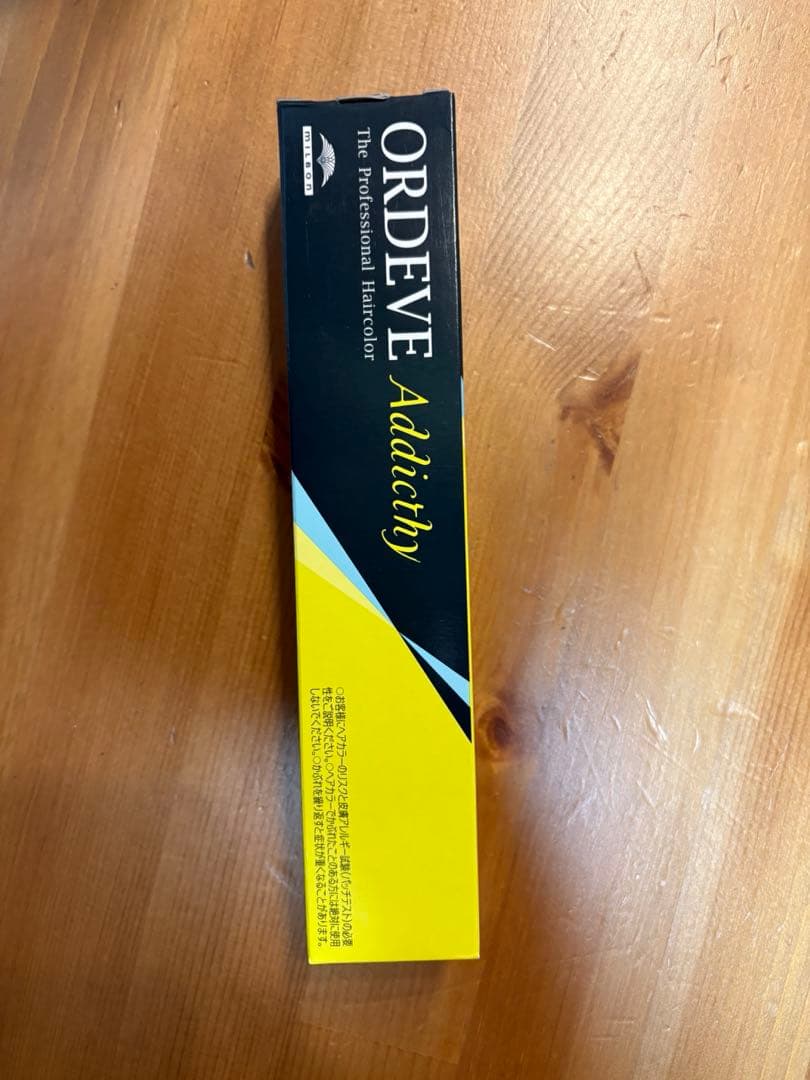 MILBON
ORDEVE Addicthy
The Professional Haircolor
○お客様にヘアカラーのリスクと皮膚アレルギー試験(パッチテスト)の必要
性をご説明ください。○ヘアカラーでかぶれたことのある方には絶対に使用
しないでください。○かぶれを繰り返すと症状が重くなることがあります。